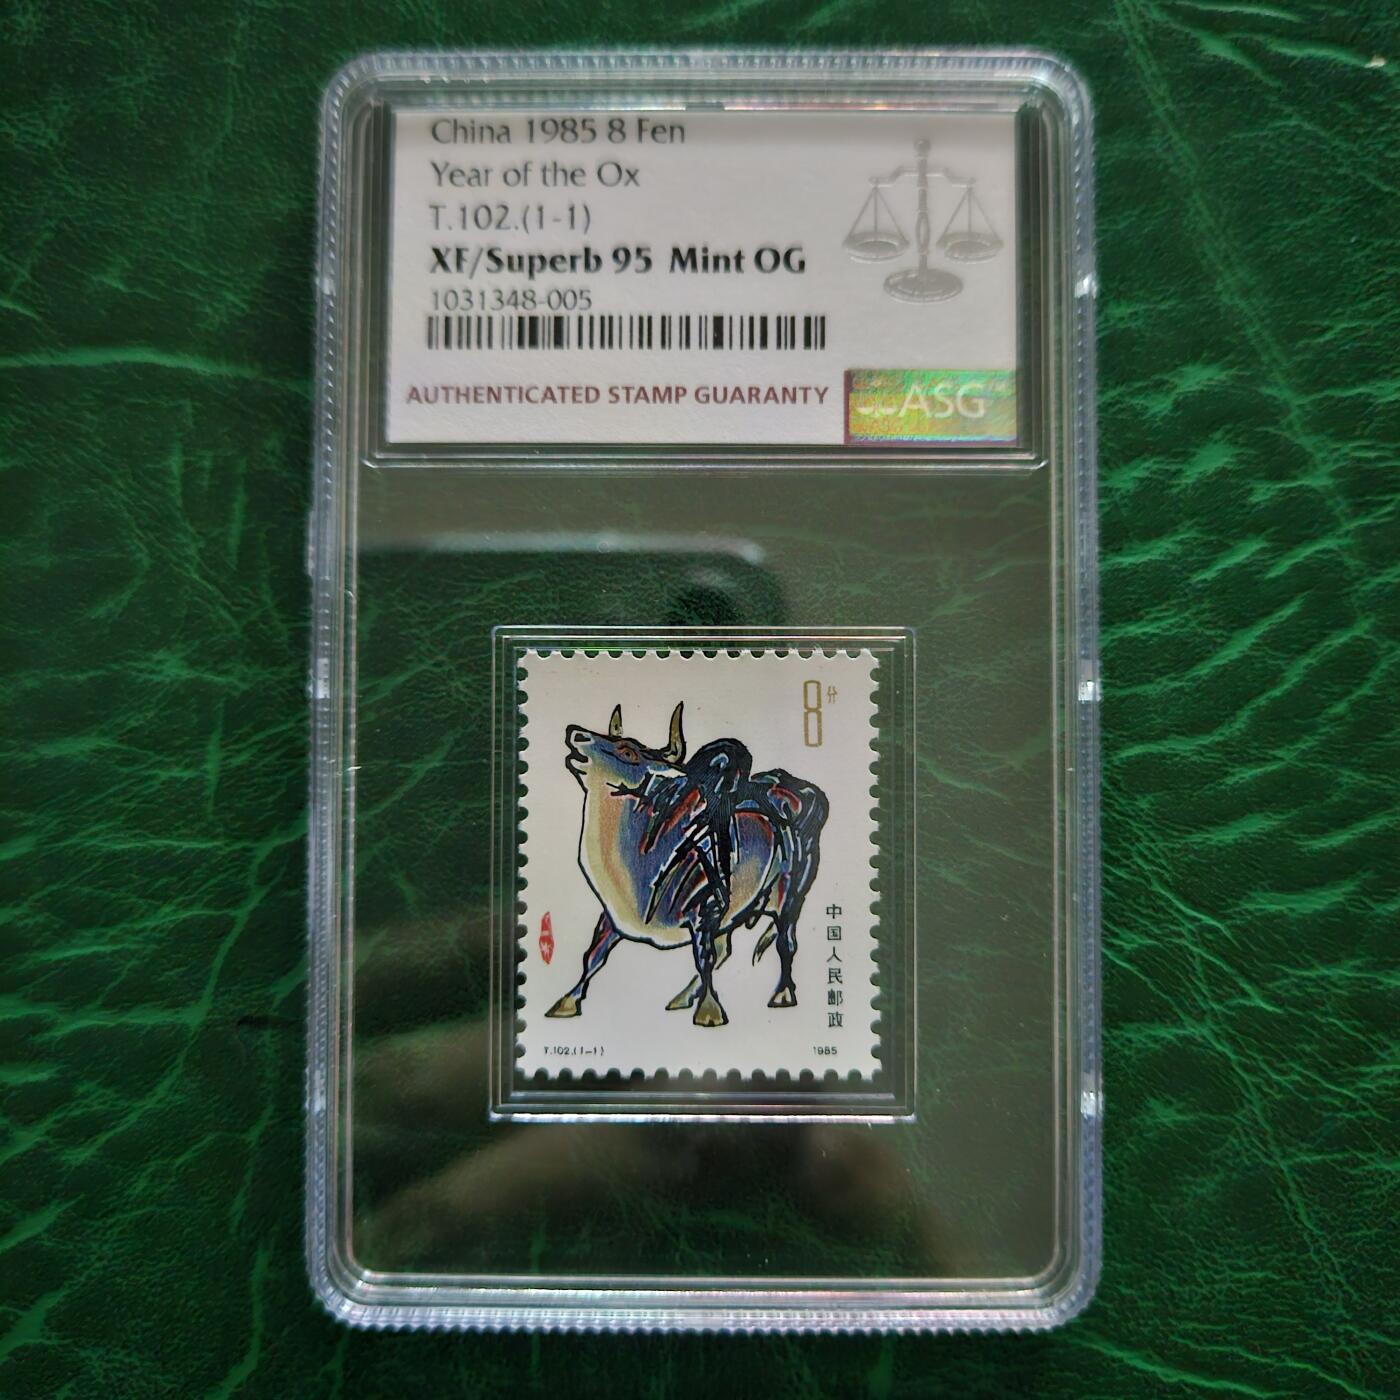 China 1985 8 Fen
Year of the Ox
T.102.(1-1)
XF/Superb 95 Mint OG
1031348-005
AUTHENTICATED STAMP GUARANTY
ASG
8分
中国人民邮政
T.102.(1-1)
1985